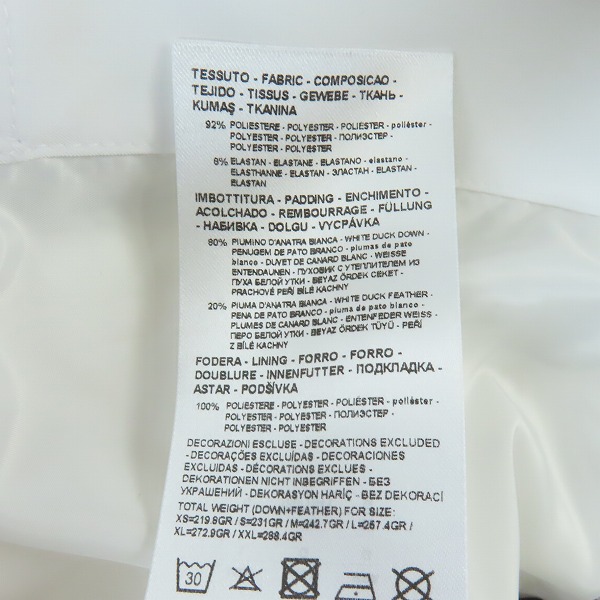 TESSUTO - FABRIC - COMPOSICAO -
TEJIDO - TISSUS - GEWEBE - ТКАНЬ -
KUMAŞ - TKANINA
92% POLIESTERE - POLYESTER - POLIÉSTER - poliéster -
POLYESTER - POLYESTER - ПОЛИЭСТЕР -
POLYESTER - POLYESTER
8% ELASTAN - ELASTANE - ELASTANO - elastano -
ELASTHANNE - ELASTHAN - ЭЛАСТАН - ELASTAN -
ELASTAN
IMBOTTITURA - PADDING - ENCHIMENTO -
ACOLCHADO - REMBOURRAGE - FÜLLUNG
- НАБИВКА - DOLGU - VYCPÁVKA
80% PIUMINO D'ANATRA BIANCA - WHITE DUCK DOWN -
PENUGEM DE PATO BRANCO - plumas de pato
blanco - DUVET DE CANARD BLANC - WEISSE
ENTENDAUNEN - ПУХОВИК С УТЕПЛИТЕЛЕМ ИЗ
ПУХА БЕЛОЙ УТКИ - BEYAZ ÖRDEK CEKET -
PRACHOVÉ PEŘÍ BÍLÉ KACHNY
20% PIUMA D'ANATRA BIANCA - WHITE DUCK FEATHER -
PENA DE PATO BRANCO - pluma de pato blanco -
PLUMES DE CANARD BLANC - ENTENFEDER WEISS -
ПЕРО БЕЛОЙ УТКИ - BEYAZ ÖRDEK TÜYÜ - PEŘÍ
Z BÍLÉ KACHNY
FODERA - LINING - FORRO - FORRO -
DOUBLURE - INNENFUTTER - ПОДКЛАДКА -
ASTAR - PODŠÍVKA
100% POLIESTERE - POLYESTER - POLIÉSTER - poliéster -
POLYESTER - POLYESTER - ПОЛИЭСТЕР -
POLYESTER - POLYESTER
DECORAZIONI ESCLUSE - DECORATIONS EXCLUDED
- DECORAÇÕES EXCLUÍDAS - DECORACIONES
EXCLUIDAS - DÉCORATIONS EXCLUES -
DEKORATIONEN NICHT INBEGRIFFEN - БЕЗ
УКРАШЕНИЙ - DEKORASYON HARİÇ - BEZ DEKORACÍ
TOTAL WEIGHT (DOWN+FEATHER) FOR SIZE:
XS=219.8GR / S=231GR / M=242.7GR / L=257.4GR /
XL=272.9GR / XXL=288.4GR
30